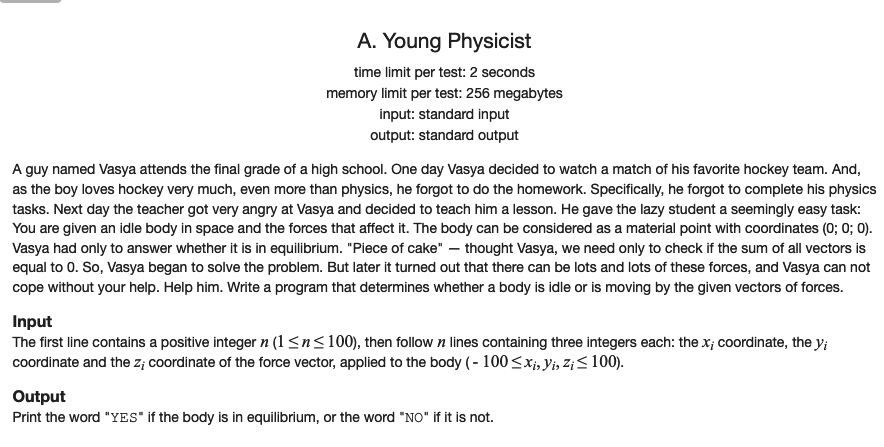 A. Young Physicist
time limit per test: 2 seconds
memory limit per test: 256 megabytes
input: standard input
output: standard output
A guy named Vasya attends the final grade of a high school. One day Vasya decided to watch a match of his favorite hockey team. And,
as the boy loves hockey very much, even more than physics, he forgot to do the homework. Specifically, he forgot to complete his physics
tasks. Next day the teacher got very angry at Vasya and decided to teach him a lesson. He gave the lazy student a seemingly easy task:
You are given an idle body in space and the forces that affect it. The body can be considered as a material point with coordinates (0; 0; 0).
Vasya had only to answer whether it is in equilibrium. "Piece of cake" — thought Vasya, we need only to check if the sum of all vectors is
equal to 0. So, Vasya began to solve the problem. But later it turned out that there can be lots and lots of these forces, and Vasya can not
cope without your help. Help him. Write a program that determines whether a body is idle or is moving by the given vectors of forces.
Input
The first line contains a positive integer n (1 ≤ n ≤ 100), then follow n lines containing three integers each: the xᵢ coordinate, the yᵢ
coordinate and the zᵢ coordinate of the force vector, applied to the body ( - 100 ≤ xᵢ, yᵢ, zᵢ ≤ 100).
Output
Print the word "YES" if the body is in equilibrium, or the word "NO" if it is not.